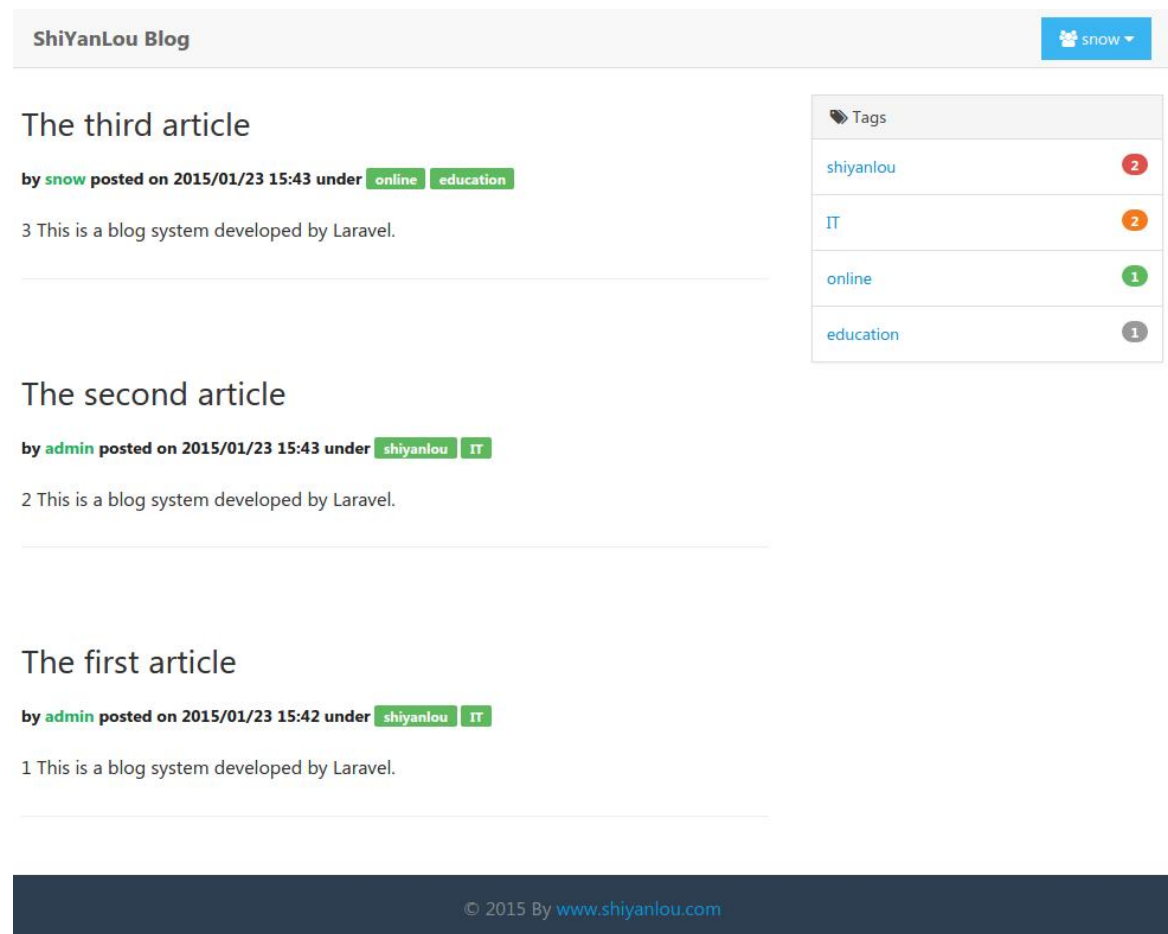 ShiYanLou Blog
snow
The third article
by snow posted on 2015/01/23 15:43 under online education
3 This is a blog system developed by Laravel.
The second article
by admin posted on 2015/01/23 15:43 under shiyanlou IT
2 This is a blog system developed by Laravel.
The first article
by admin posted on 2015/01/23 15:42 under shiyanlou IT
1 This is a blog system developed by Laravel.
Tags
shiyanlou 2
IT 2
online 1
education 1
© 2015 By www.shiyanlou.com